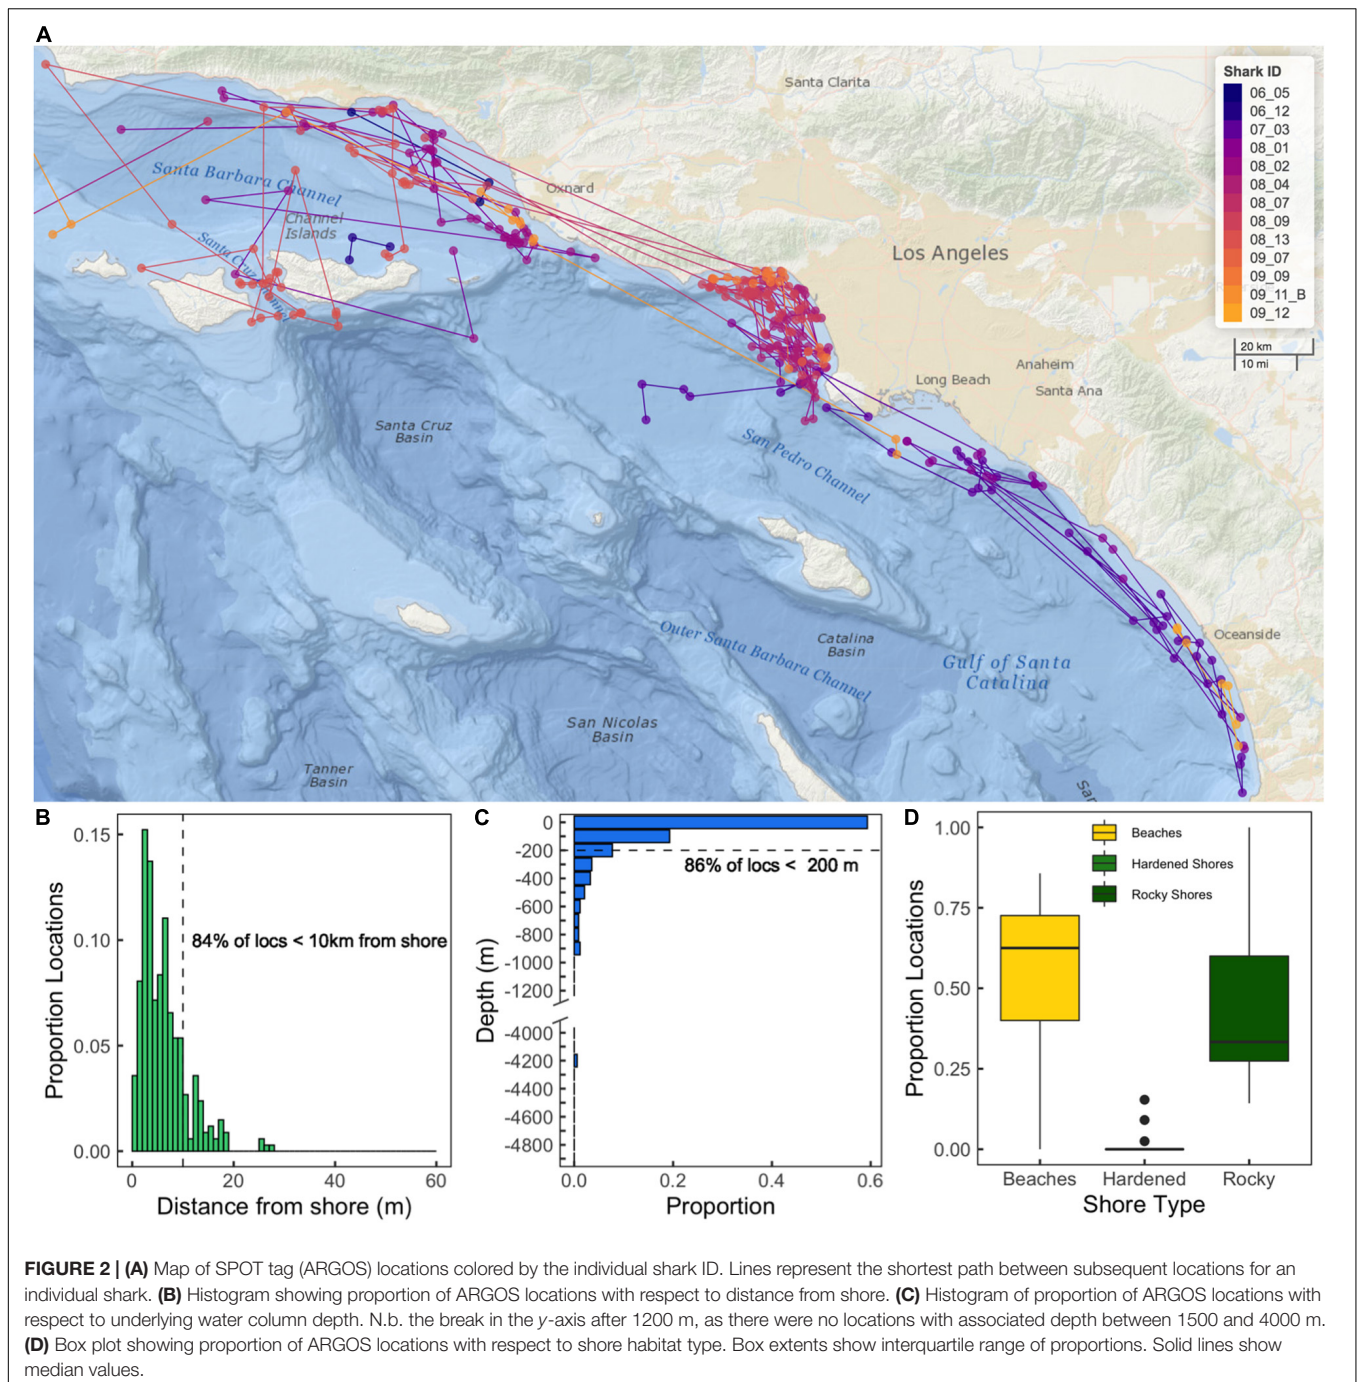 A
Santa Clarita
Shark ID
06_05
06_12
07_03
08_01
08_02
08_04
08_07
08_09
08_13
09_07
09_09
09_11_B
09_12
20 km
10 mi
Santa Barbara Channel
Oxnard
Channel
Islands
Los Angeles
Anaheim
Long Beach
Santa Ana
Santa Cruz
Basin
San Pedro Channel
Outer Santa Barbara Channel
Catalina
Basin
Gulf of Santa
Catalina
Oceanside
San Nicolas
Basin
Tanner
Basin
San
B
Proportion Locations
0.15
0.10
0.05
0.00
84% of locs < 10km from shore
0
20
40
60
Distance from shore (m)
C
Depth (m)
0
-200
-400
-600
-800
-1000
-1200
-4000
-4200
-4400
-4600
-4800
86% of locs < 200 m
0.0
0.2
0.4
0.6
Proportion
D
Proportion Locations
1.00
0.75
0.50
0.25
0.00
Beaches
Hardened Shores
Rocky Shores
Beaches
Hardened
Rocky
Shore Type
FIGURE 2 | (A) Map of SPOT tag (ARGOS) locations colored by the individual shark ID. Lines represent the shortest path between subsequent locations for an
individual shark. (B) Histogram showing proportion of ARGOS locations with respect to distance from shore. (C) Histogram of proportion of ARGOS locations with
respect to underlying water column depth. N.b. the break in the y-axis after 1200 m, as there were no locations with associated depth between 1500 and 4000 m.
(D) Box plot showing proportion of ARGOS locations with respect to shore habitat type. Box extents show interquartile range of proportions. Solid lines show
median values.